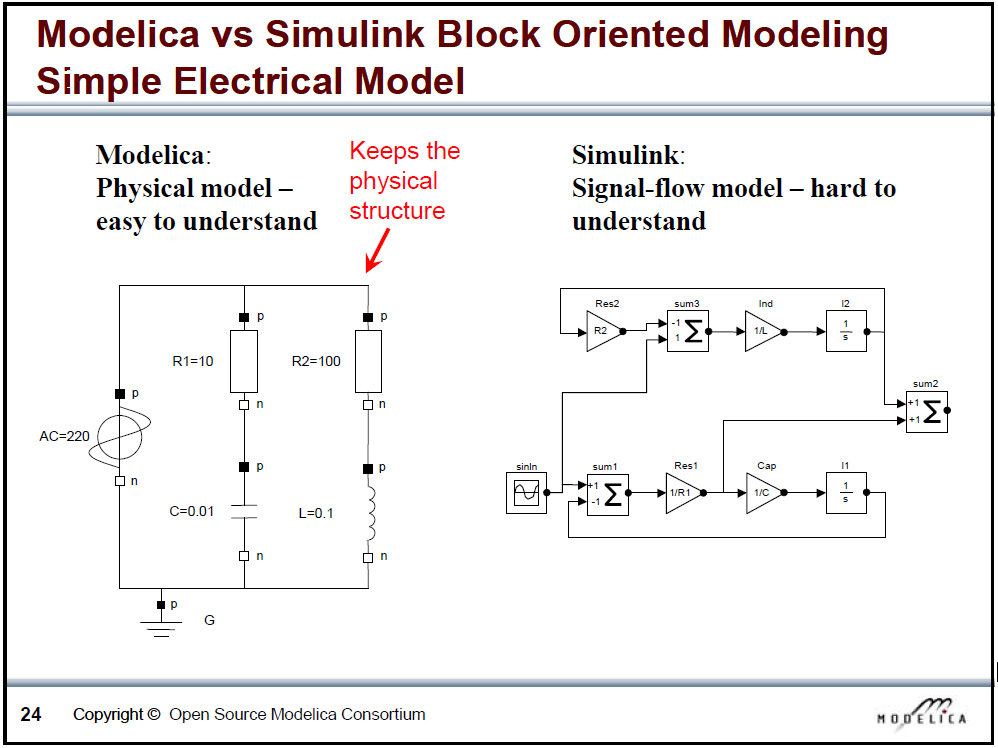 Modelica vs Simulink Block Oriented Modeling
Simple Electrical Model
Modelica:
Physical model –
easy to understand
Keeps the
physical
structure
Simulink:
Signal-flow model – hard to
understand
p
p
R1=10
R2=100
n
n
p
AC=220
n
p
p
C=0.01
L=0.1
n
n
p
G
Res2
sum3
Ind
I2
R2
-1
1
Σ
1/L
1
s
sum2
+1
+1
Σ
sinIn
sum1
Res1
Cap
I1
+1
-1
Σ
1/R1
1/C
1
s
24
Copyright © Open Source Modelica Consortium
MODELICA